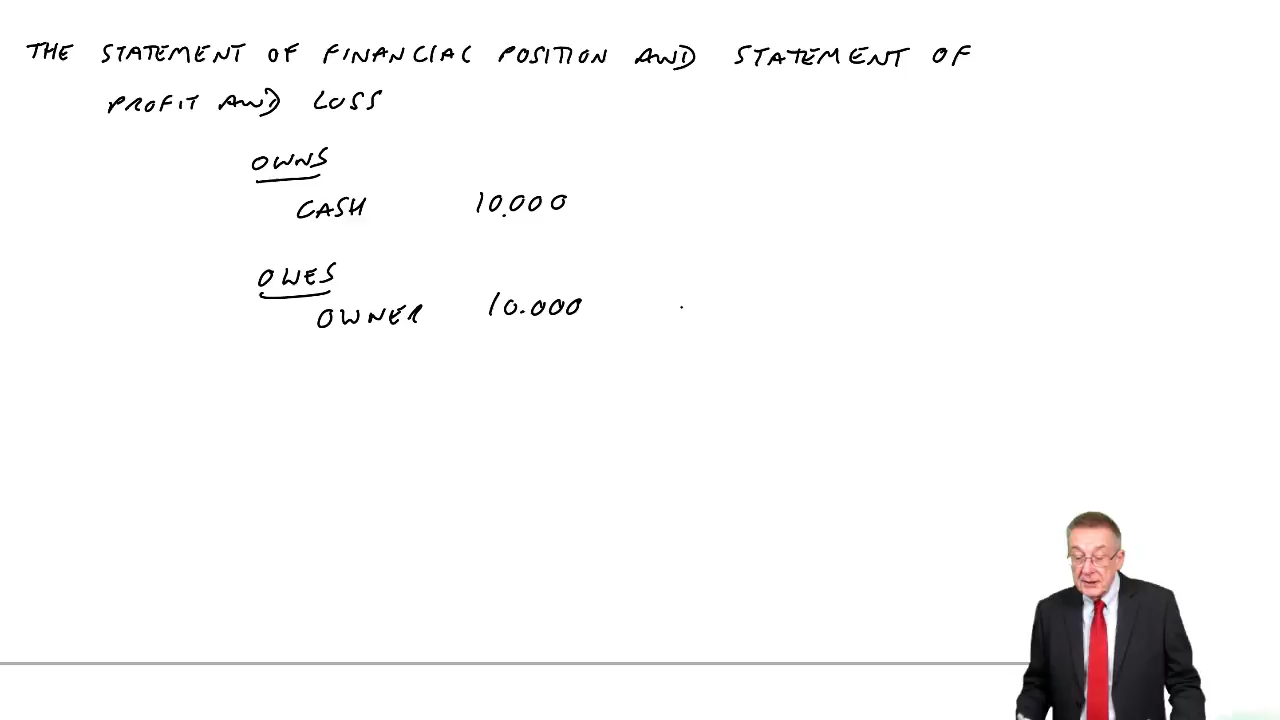 THE STATEMENT OF FINANCIAL POSITION AND STATEMENT OF
PROFIT AND LOSS
OWNS
CASH 10.000
OWES
OWNER 10.000